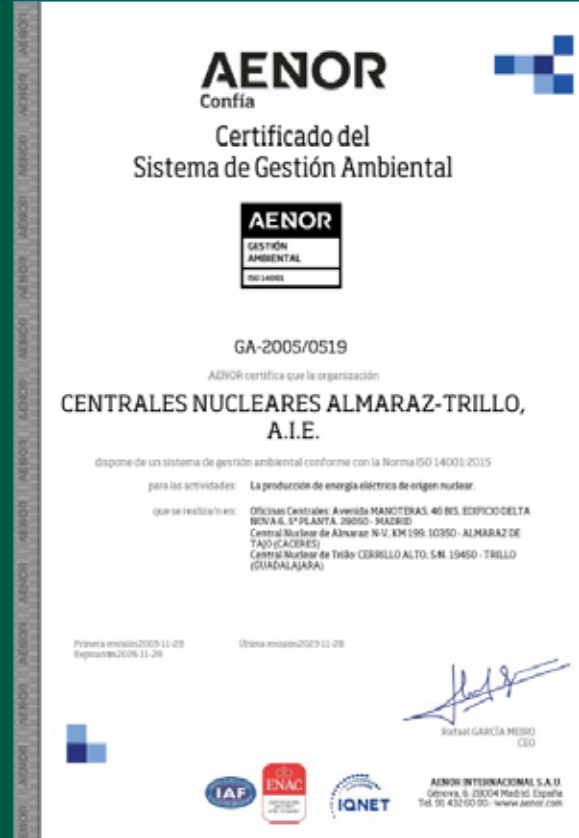 AENOR
Confía
Certificado del
Sistema de Gestión Ambiental
AENOR
GESTIÓN
AMBIENTAL
ISO 14001
GA-2005/0519
AENOR certifica que la organización
CENTRALES NUCLEARES ALMARAZ-TRILLO,
A.I.E.
dispone de un sistema de gestión ambiental conforme con la Norma ISO 14001:2015
para las actividades: La producción de energía eléctrica de origen nuclear.
que se realiza/n en: Oficinas Centrales: Avenida MANOTERAS, 46 BIS. EDIFICIO DELTA
NOVA 6, 5ª PLANTA. 28050 - MADRID
Central Nuclear de Almaraz: N-V, KM 199. 10350 - ALMARAZ DE
TAJO (CACERES)
Central Nuclear de Trillo: CERRILLO ALTO, S/N. 19450 - TRILLO
(GUADALAJARA)
Primera emisión 2005-11-28 Última emisión 2023-11-28
Expiración 2026-11-28
Rafael GARCÍA MEIRO
CEO
IAF
ENAC
IQNET
AENOR INTERNACIONAL S.A.U.
Génova, 6. 28004 Madrid. España
Tel. 91 432 60 00.- www.aenor.com